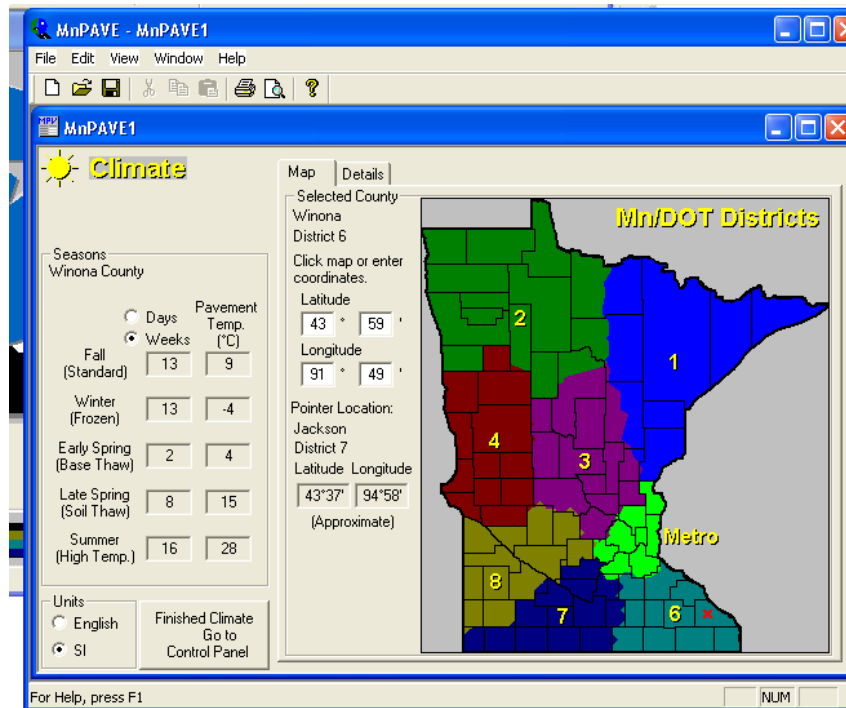 MnPAVE - MnPAVE1
File Edit View Window Help
MPV MnPAVE1
Climate
Seasons
Winona County
Days
Weeks
Pavement
Temp.
(°C)
Fall
(Standard)
13 9
Winter
(Frozen)
13 -4
Early Spring
(Base Thaw)
2 4
Late Spring
(Soil Thaw)
8 15
Summer
(High Temp.)
16 28
Units
English
SI
Finished Climate
Go to
Control Panel
Map Details
Selected County
Winona
District 6
Click map or enter
coordinates.
Latitude
43 ° 59 '
Longitude
91 ° 49 '
Pointer Location:
Jackson
District 7
Latitude Longitude
43°37' 94°58'
(Approximate)
Mn/DOT Districts
2
1
4
3
Metro
8
7
6
For Help, press F1
NUM